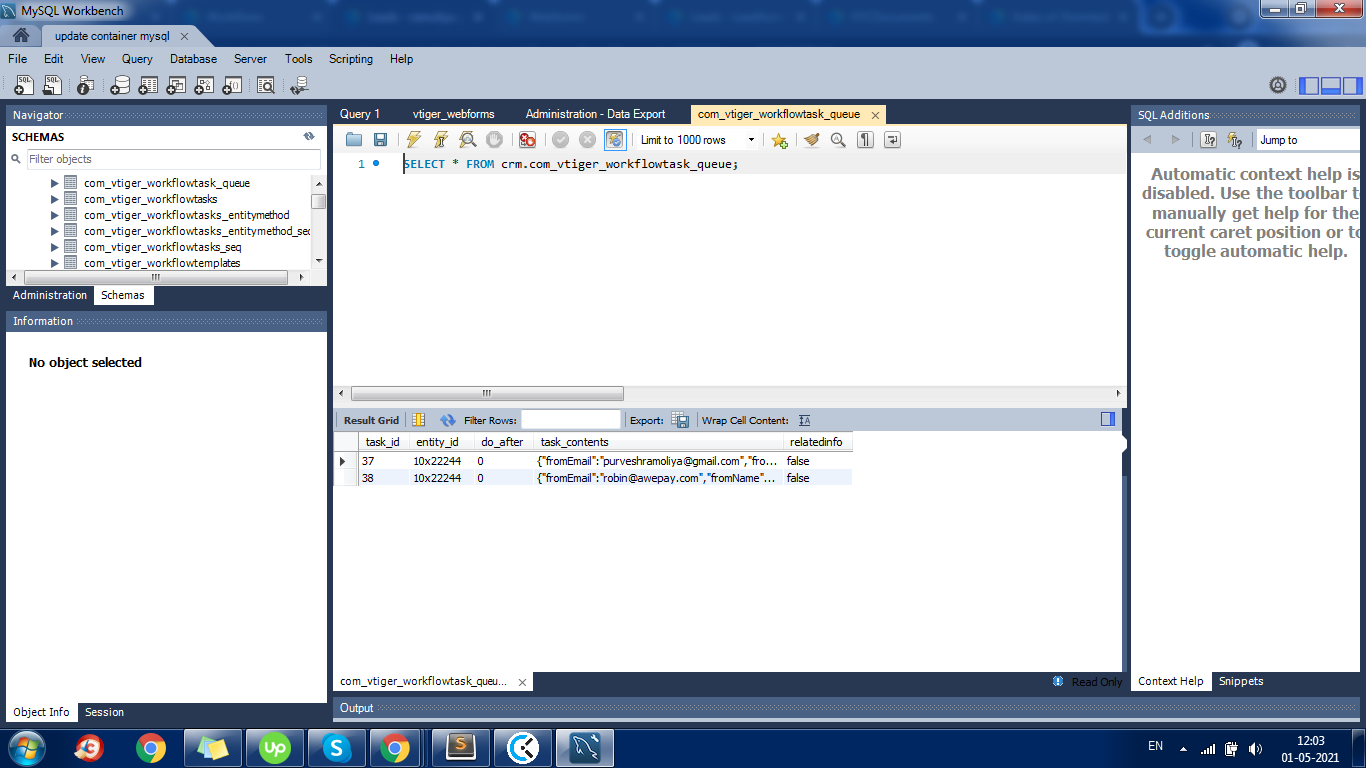 MySQL Workbench
update container mysql
File Edit View Query Database Server Tools Scripting Help
Navigator
SCHEMAS
Filter objects
com_vtiger_workflowtask_queue
com_vtiger_workflowtasks
com_vtiger_workflowtasks_entitymethod
com_vtiger_workflowtasks_entitymethod_seq
com_vtiger_workflowtasks_seq
com_vtiger_workflowtemplates
Administration Schemas
Information
No object selected
Object Info Session
Query 1 vtiger_webforms Administration - Data Export com_vtiger_workflowtask_queue
Limit to 1000 rows
1 SELECT * FROM crm.com_vtiger_workflowtask_queue;
Result Grid Filter Rows: Export: Wrap Cell Content:
task_id entity_id do_after task_contents relatedinfo
37 10x22244 0 {"fromEmail":"purveshramoliya@gmail.com","fro... false
38 10x22244 0 {"fromEmail":"robin@awepay.com","fromName"... false
com_vtiger_workflowtask_queu...
Read Only
Output
SQL Additions
Jump to
Automatic context help is
disabled. Use the toolbar t
manually get help for the
current caret position or to
toggle automatic help.
Context Help Snippets
SQL
SQL
up
S
S
EN
12:03
01-05-2021